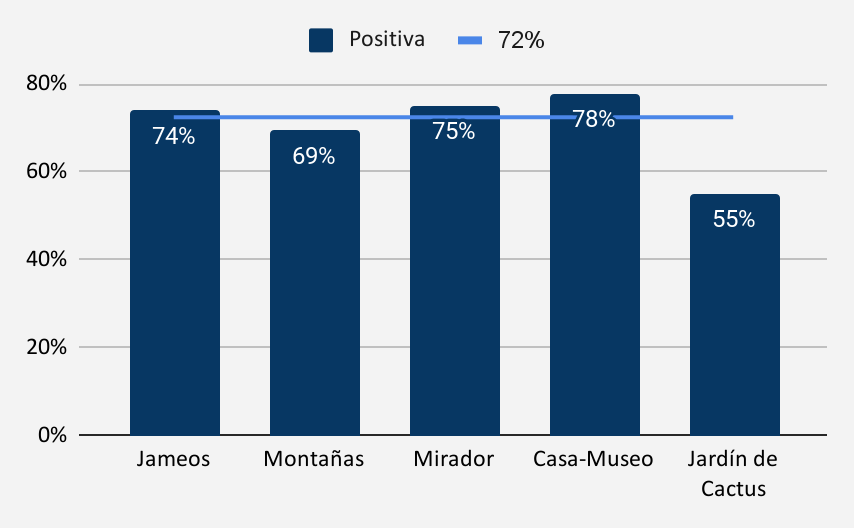 Positiva 72%
80%
60%
40%
20%
0%
74%
69%
75%
78%
55%
Jameos
Montañas
Mirador
Casa-Museo
Jardín de
Cactus